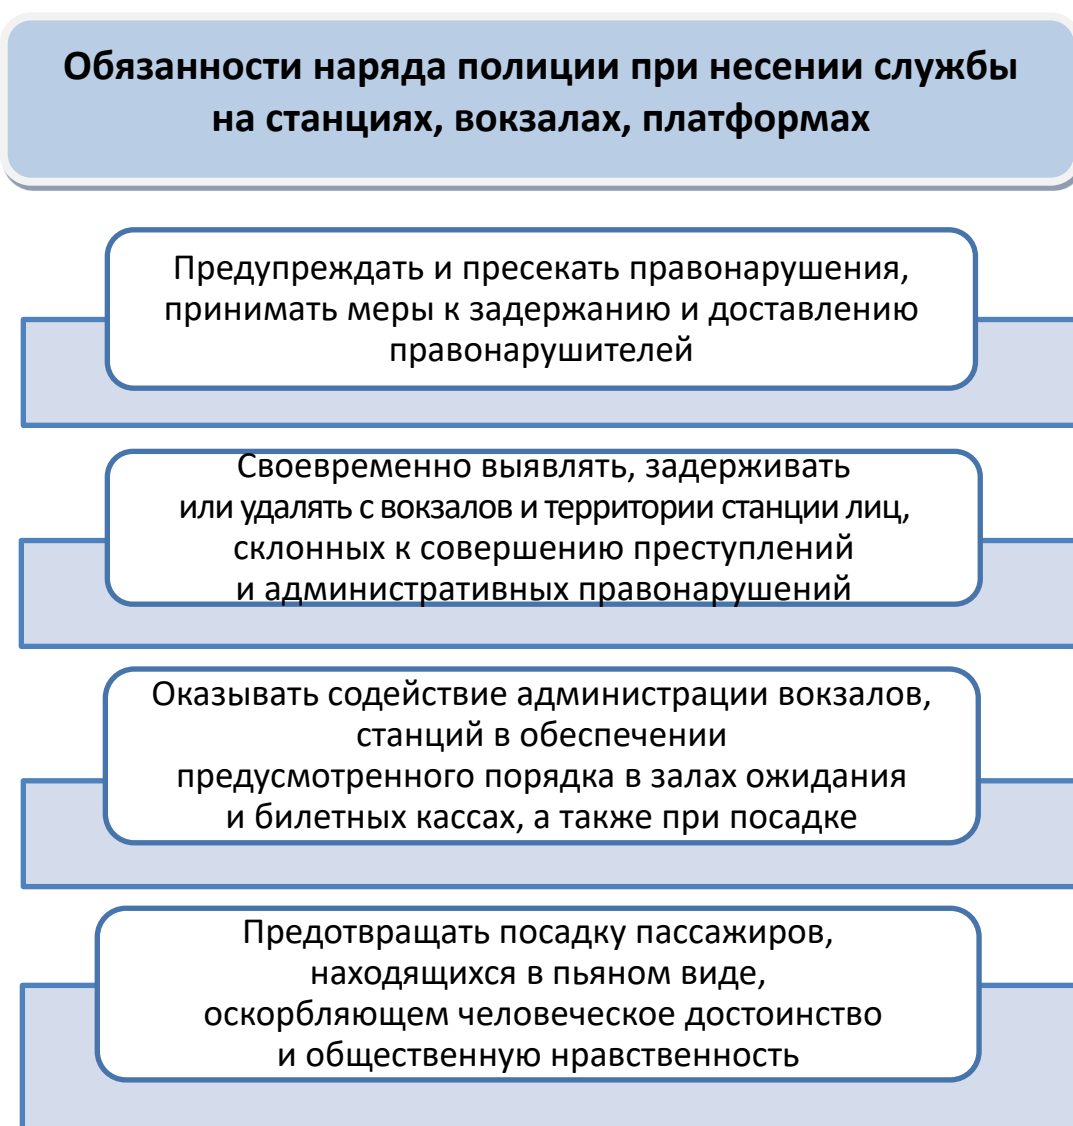 Обязанности наряда полиции при несении службы
на станциях, вокзалах, платформах
Предупреждать и пресекать правонарушения,
принимать меры к задержанию и доставлению
правонарушителей
Своевременно выявлять, задерживать
или удалять с вокзалов и территории станции лиц,
склонных к совершению преступлений
и административных правонарушений
Оказывать содействие администрации вокзалов,
станций в обеспечении
предусмотренного порядка в залах ожидания
и билетных кассах, а также при посадке
Предотвращать посадку пассажиров,
находящихся в пьяном виде,
оскорбляющем человеческое достоинство
и общественную нравственность